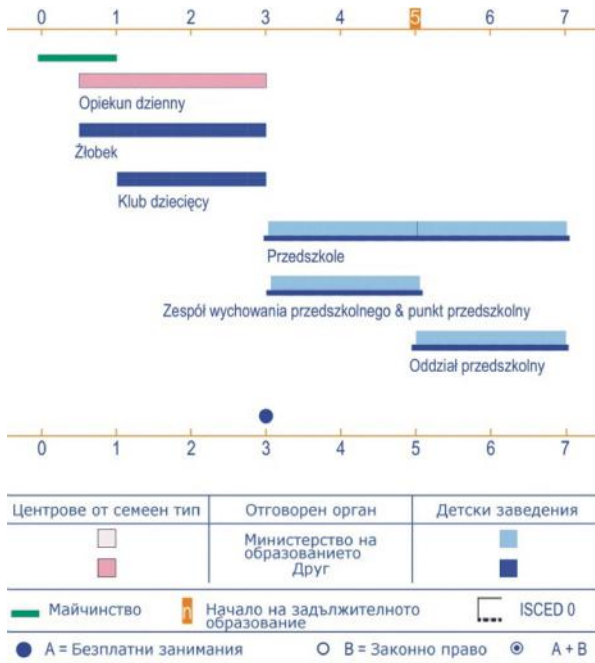 0 1 2 3 4 5 6 7
Opiekun dzienny
Żłobek
Klub dziecięcy
Przedszkole
Zespół wychowania przedszkolnego & punkt przedszkolny
Oddział przedszkolny
0 1 2 3 4 5 6 7
Центрове от семеен тип Отговорен орган Детски заведения
Министерство на
образованието
Друг
Майчинство n Начало на задължителното
образование ISCED 0
A = Безплатни занимания B = Законно право A + B